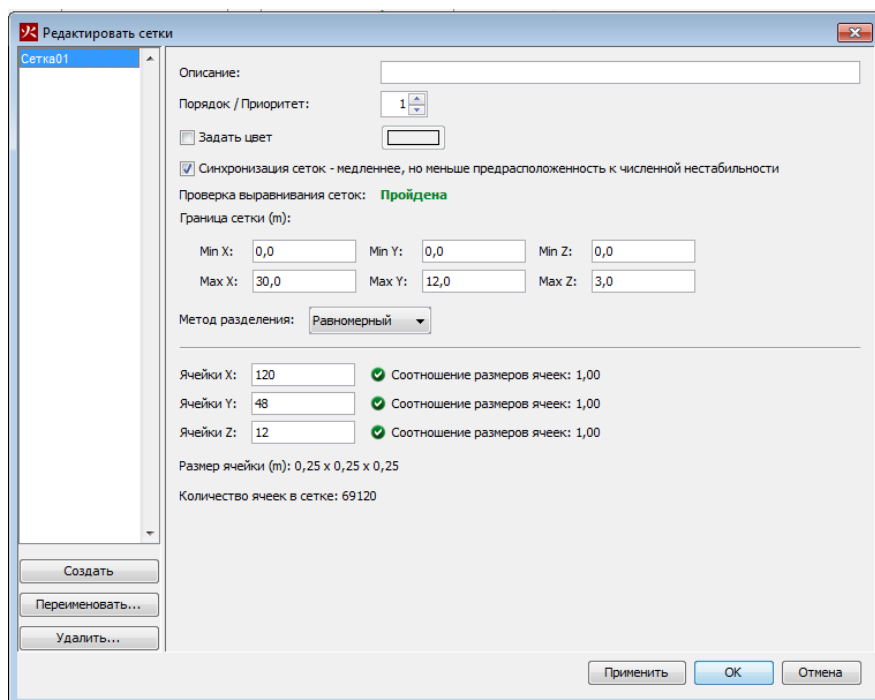 Редактировать сетки
Сетка01
Описание:
Порядок / Приоритет: 1
Задать цвет
Синхронизация сеток - медленнее, но меньше предрасположенность к численной нестабильности
Проверка выравнивания сеток: Пройдена
Граница сетки (m):
Min X: 0,0 Min Y: 0,0 Min Z: 0,0
Max X: 30,0 Max Y: 12,0 Max Z: 3,0
Метод разделения: Равномерный
Ячейки X: 120 Соотношение размеров ячеек: 1,00
Ячейки Y: 48 Соотношение размеров ячеек: 1,00
Ячейки Z: 12 Соотношение размеров ячеек: 1,00
Размер ячейки (m): 0,25 x 0,25 x 0,25
Количество ячеек в сетке: 69120
Создать
Переименовать...
Удалить...
Применить OK Отмена